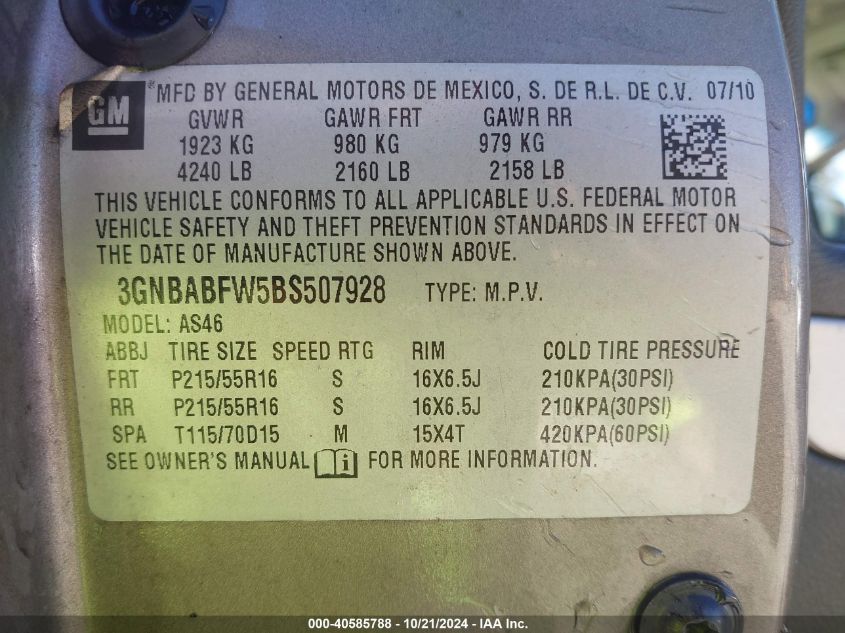 GM ®MFD BY GENERAL MOTORS DE MEXICO, S. DE R.L. DE C.V. 07/10
GVWR GAWR FRT GAWR RR
1923 KG 980 KG 979 KG
4240 LB 2160 LB 2158 LB
THIS VEHICLE CONFORMS TO ALL APPLICABLE U.S. FEDERAL MOTOR
VEHICLE SAFETY AND THEFT PREVENTION STANDARDS IN EFFECT ON
THE DATE OF MANUFACTURE SHOWN ABOVE.
3GNBABFW5BS507928 TYPE: M.P.V.
MODEL: AS46
ABBJ TIRE SIZE SPEED RTG RIM COLD TIRE PRESSURE
FRT P215/55R16 S 16X6.5J 210KPA(30PSI)
RR P215/55R16 S 16X6.5J 210KPA(30PSI)
SPA T115/70D15 M 15X4T 420KPA(60PSI)
SEE OWNER'S MANUAL i FOR MORE INFORMATION.
000-40585788 - 10/21/2024 - IAA Inc.